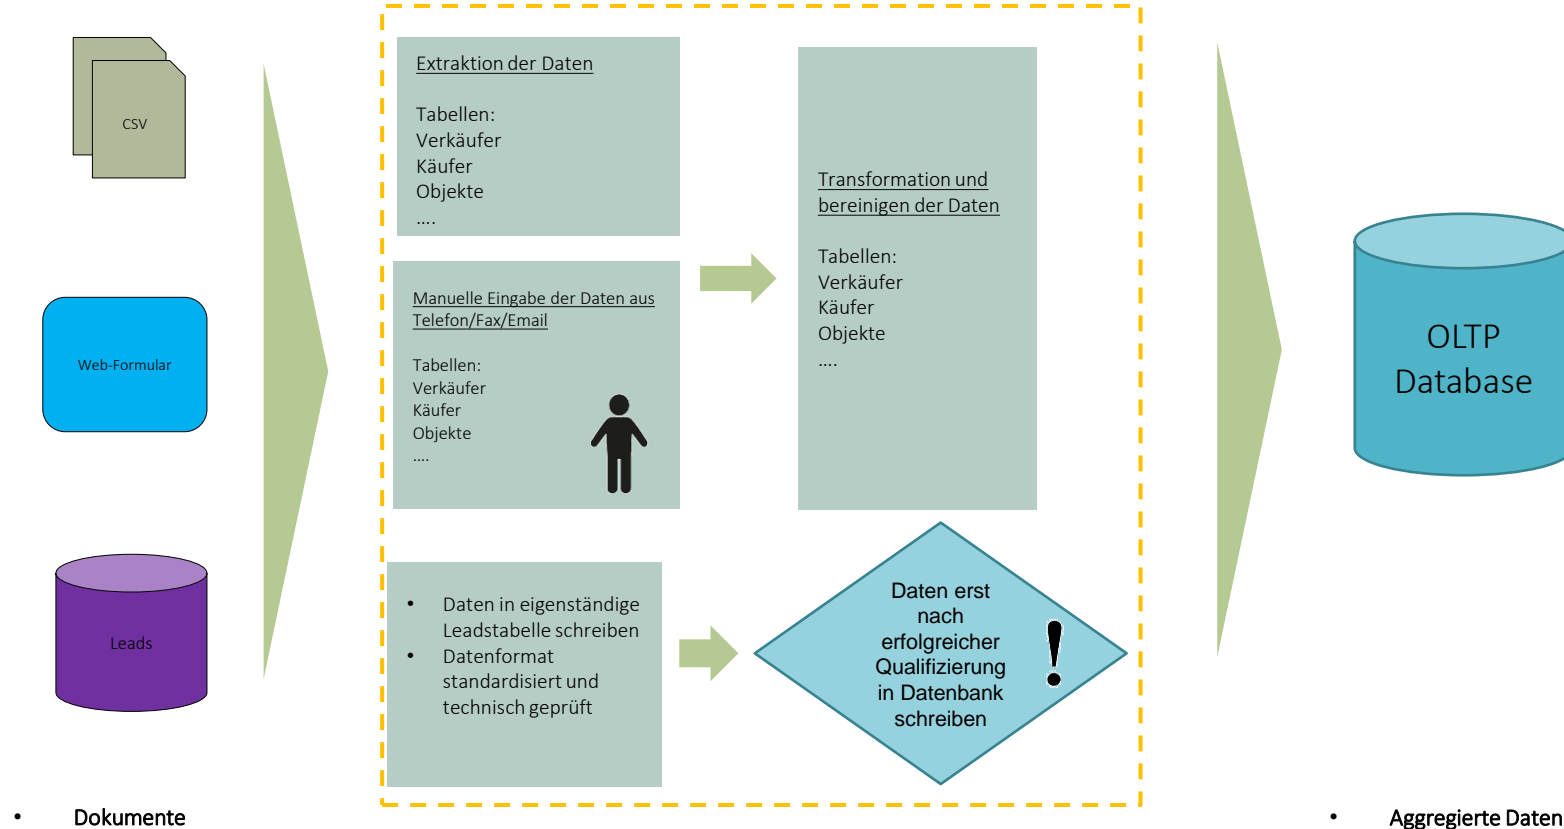 CSV
Web-Formular
Leads
• Dokumente
Extraktion der Daten
Tabellen:
Verkäufer
Käufer
Objekte
....
Manuelle Eingabe der Daten aus
Telefon/Fax/Email
Tabellen:
Verkäufer
Käufer
Objekte
....
• Daten in eigenständige
Leadstabelle schreiben
• Datenformat
standardisiert und
technisch geprüft
Transformation und
bereinigen der Daten
Tabellen:
Verkäufer
Käufer
Objekte
....
Daten erst
nach
erfolgreicher
Qualifizierung
in Datenbank
schreiben
!
OLTP
Database
• Aggregierte Daten